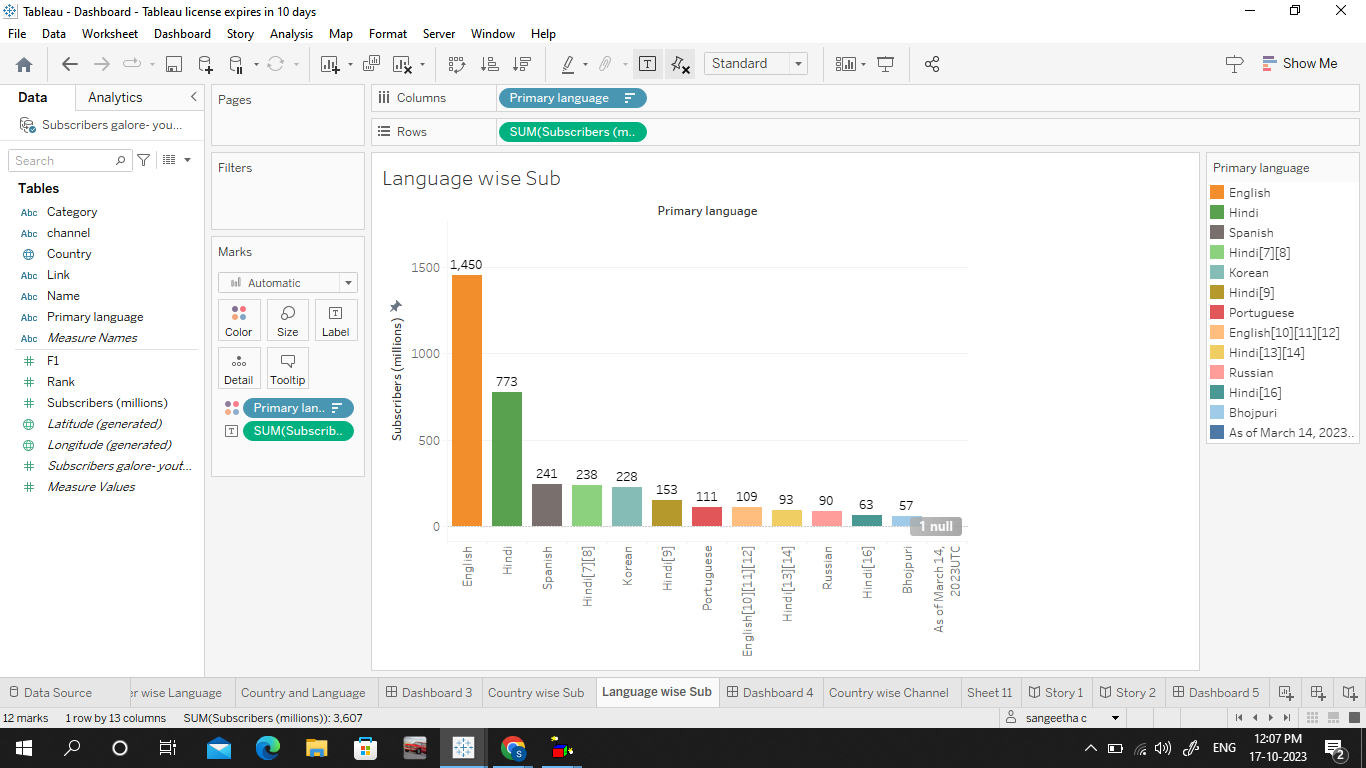 Tableau - Dashboard - Tableau license expires in 10 days
File Data Worksheet Dashboard Story Analysis Map Format Server Window Help
Standard
Show Me
Data Analytics
Subscribers galore- you...
Search
Tables
Abc Category
Abc channel
Country
Abc Link
Abc Name
Abc Primary language
Abc Measure Names
F1
Rank
Subscribers (millions)
Latitude (generated)
Longitude (generated)
Subscribers galore- yout...
Measure Values
Pages
Filters
Marks
Automatic
Color Size Label
Detail Tooltip
Primary lan..
SUM(Subscrib..
Columns Primary language
Rows SUM(Subscribers (m..
Language wise Sub
Primary language
Subscribers (millions)
1500
1000
500
0
1,450
773
241
238
228
153
111
109
93
90
63
57
1 null
English
Hindi
Spanish
Hindi[7][8]
Korean
Hindi[9]
Portuguese
English[10][11][12]
Hindi[13][14]
Russian
Hindi[16]
Bhojpuri
As of March 14,
2023UTC
Primary language
English
Hindi
Spanish
Hindi[7][8]
Korean
Hindi[9]
Portuguese
English[10][11][12]
Hindi[13][14]
Russian
Hindi[16]
Bhojpuri
As of March 14, 2023..
Data Source er wise Language Country and Language Dashboard 3 Country wise Sub Language wise Sub Dashboard 4 Country wise Channel Sheet 11 Story 1 Story 2 Dashboard 5
12 marks 1 row by 13 columns SUM(Subscribers (millions)): 3,607 sangeetha c
S
ENG
12:07 PM
17-10-2023
2